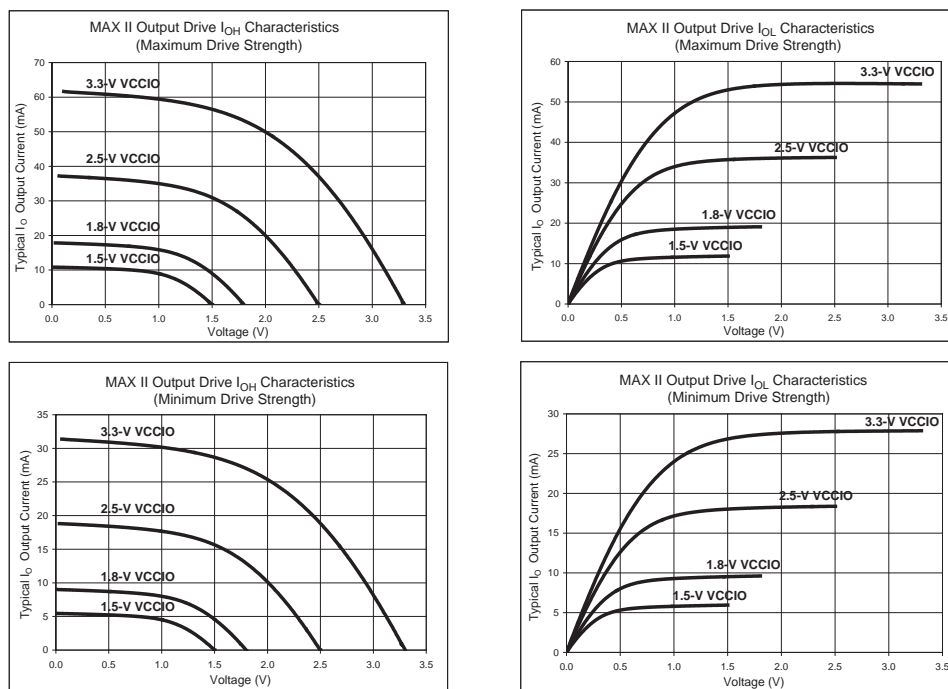 MAX II Output Drive IOH Characteristics
(Maximum Drive Strength)
70
60
50
40
30
20
10
0
Typical IO Output Current (mA)
3.3-V VCCIO
2.5-V VCCIO
1.8-V VCCIO
1.5-V VCCIO
0.0 0.5 1.0 1.5 2.0 2.5 3.0 3.5
Voltage (V)
MAX II Output Drive IOL Characteristics
(Maximum Drive Strength)
60
50
40
30
20
10
0
Typical IO Output Current (mA)
3.3-V VCCIO
2.5-V VCCIO
1.8-V VCCIO
1.5-V VCCIO
0.0 0.5 1.0 1.5 2.0 2.5 3.0 3.5
Voltage (V)
MAX II Output Drive IOH Characteristics
(Minimum Drive Strength)
35
30
25
20
15
10
5
0
Typical IO Output Current (mA)
3.3-V VCCIO
2.5-V VCCIO
1.8-V VCCIO
1.5-V VCCIO
0.0 0.5 1.0 1.5 2.0 2.5 3.0 3.5
Voltage (V)
MAX II Output Drive IOL Characteristics
(Minimum Drive Strength)
30
25
20
15
10
5
0
Typical IO Output Current (mA)
3.3-V VCCIO
2.5-V VCCIO
1.8-V VCCIO
1.5-V VCCIO
0.0 0.5 1.0 1.5 2.0 2.5 3.0 3.5
Voltage (V)